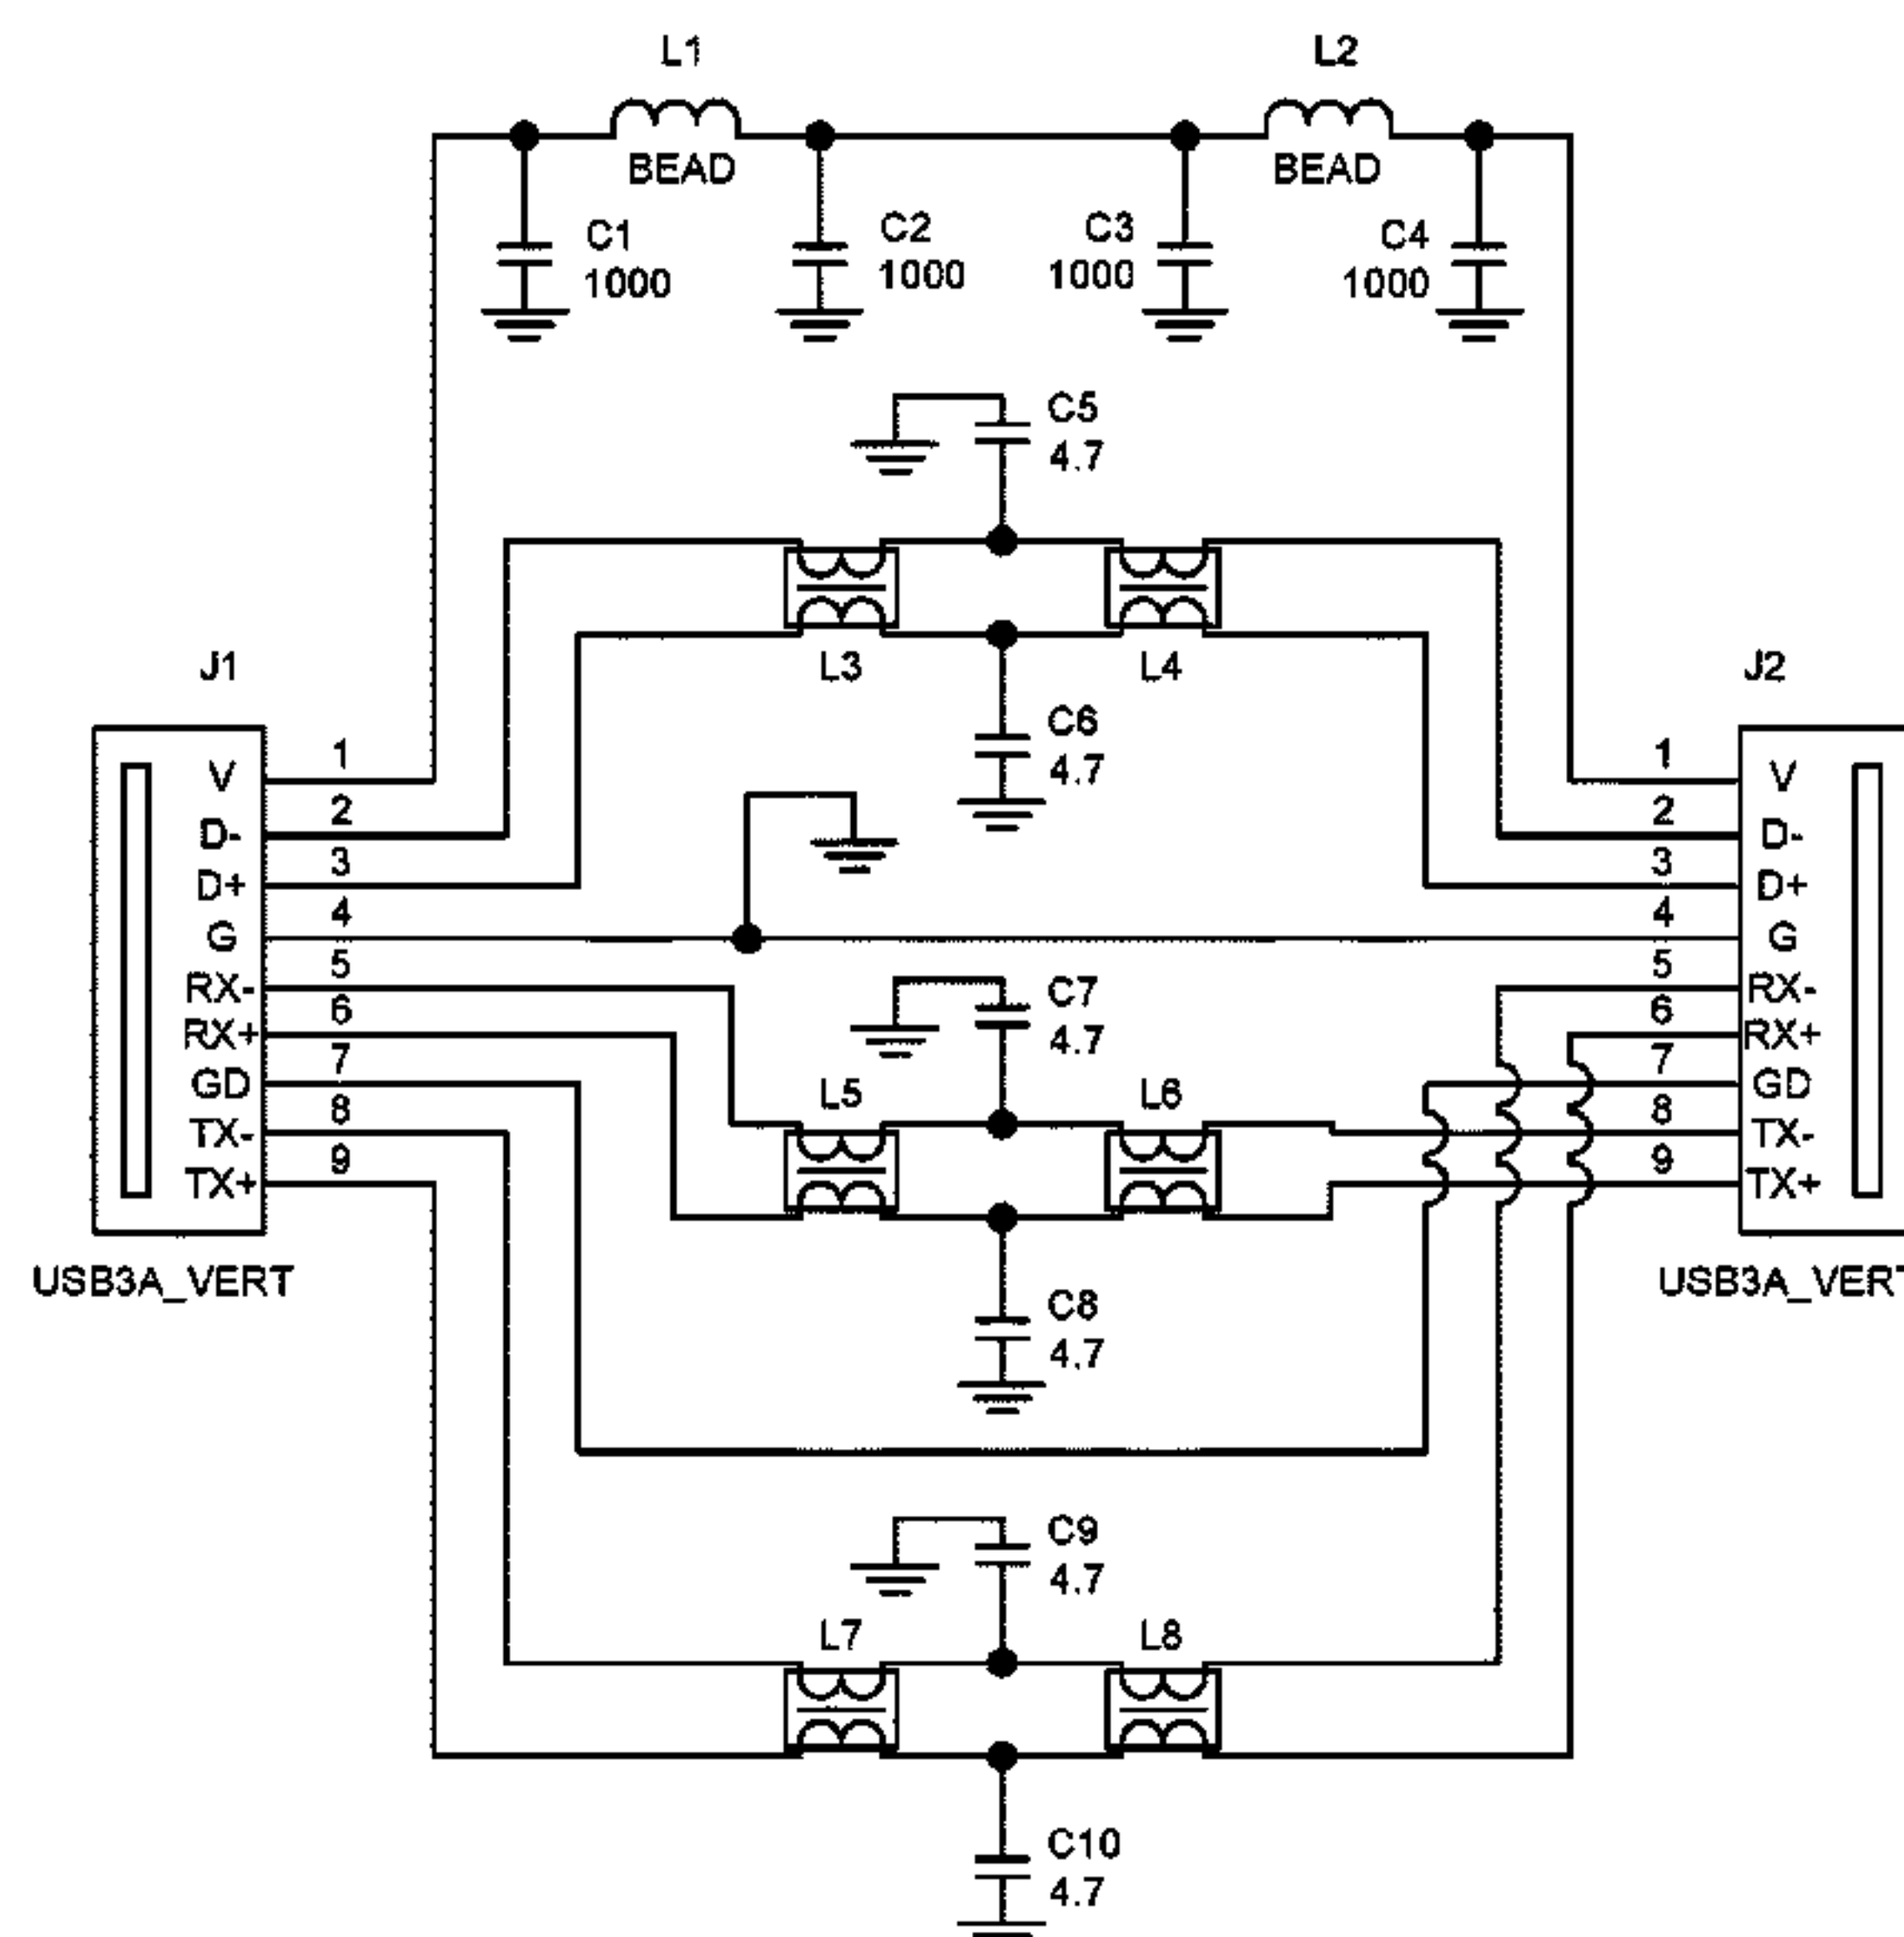 L1
L2
BEAD
BEAD
C1
1000
C2
1000
C3
1000
C4
1000
C5
4.7
L3
L4
C6
4.7
J1
J2
1
V
2
D-
3
D+
4
G
5
RX-
6
RX+
7
GD
8
TX-
9
TX+
USB3A_VERT
1
V
2
D-
3
D+
4
G
5
RX-
6
RX+
7
GD
8
TX-
9
TX+
USB3A_VERT
C7
4.7
L5
L6
C8
4.7
C9
4.7
L7
L8
C10
4.7